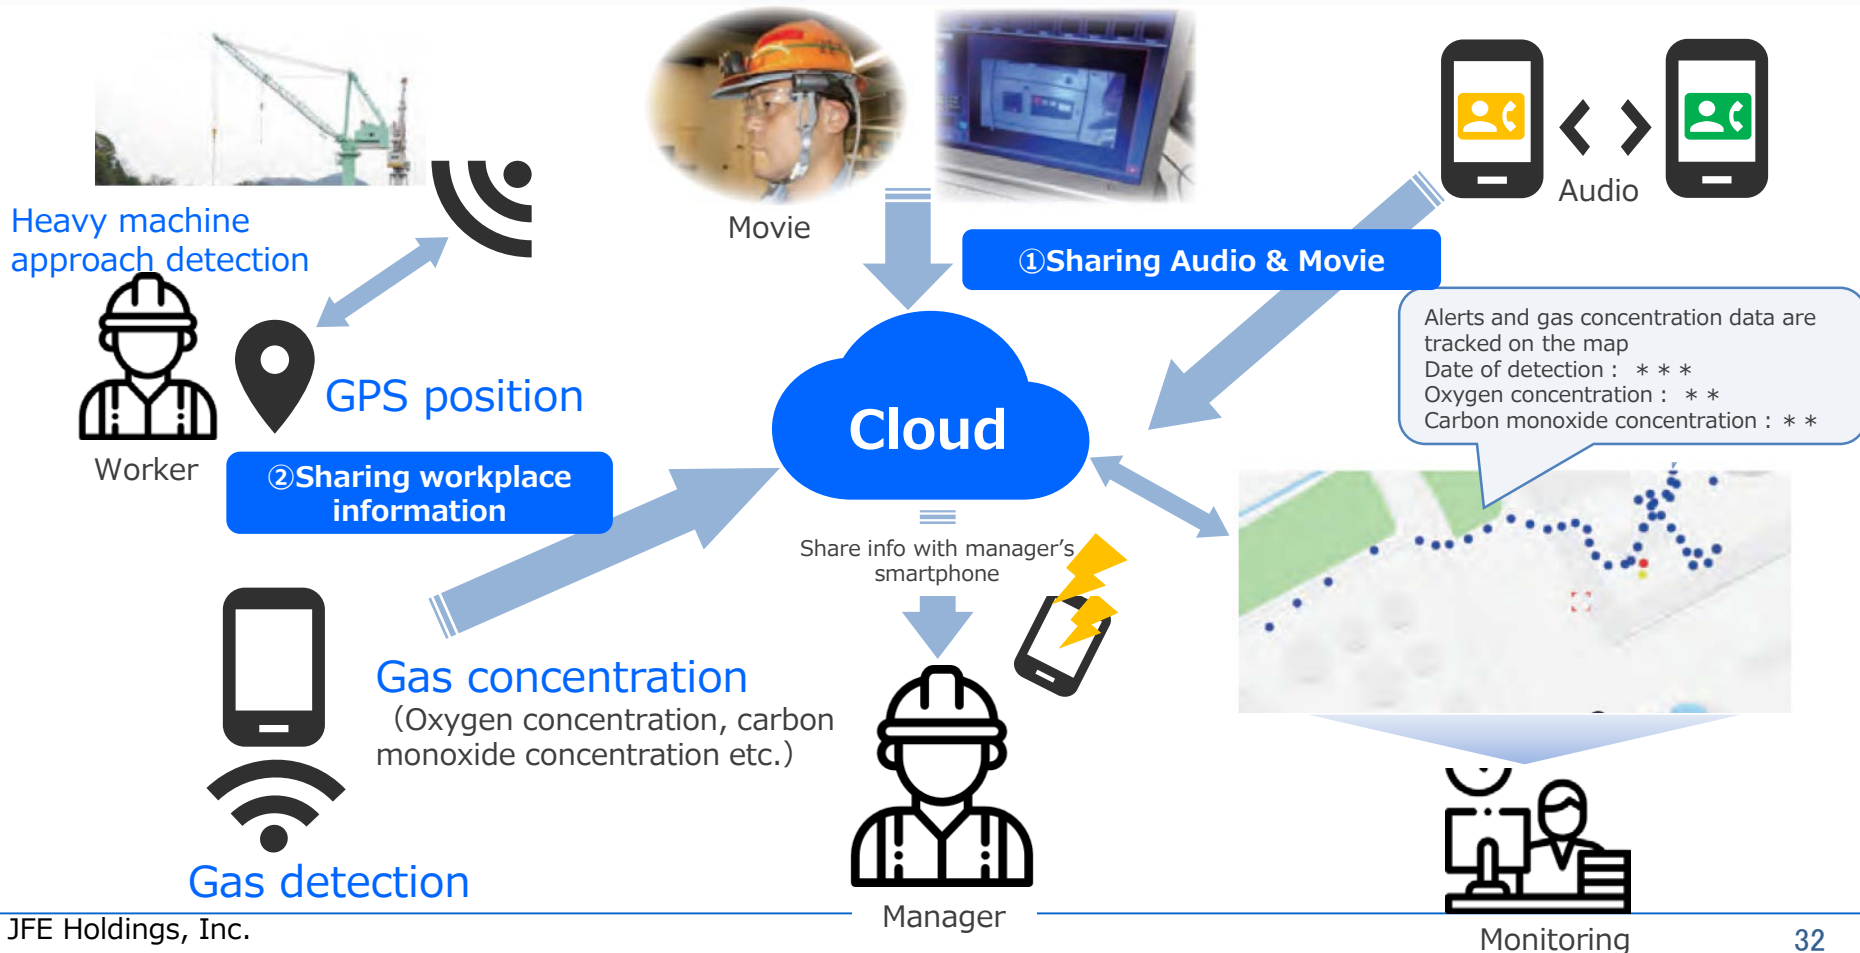 Heavy machine
approach detection
Worker
GPS position
②Sharing workplace
information
Movie
①Sharing Audio & Movie
Audio
Cloud
Alerts and gas concentration data are
tracked on the map
Date of detection： ＊＊＊
Oxygen concentration： ＊＊
Carbon monoxide concentration：＊＊
Share info with manager’s
smartphone
Gas concentration
（Oxygen concentration, carbon
monoxide concentration etc.）
Gas detection
Manager
Monitoring
JFE Holdings, Inc.
32